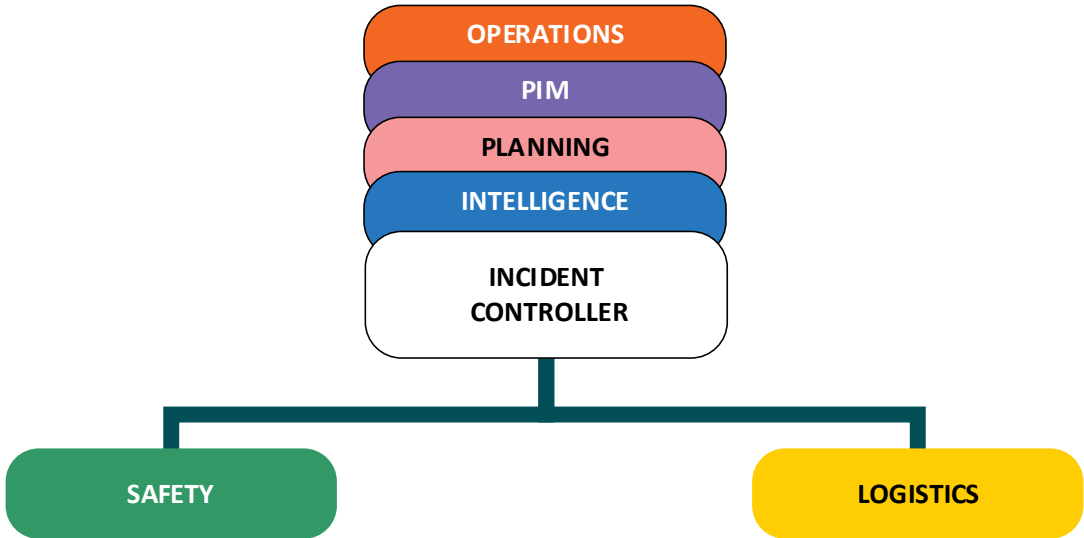 OPERATIONS
PIM
PLANNING
INTELLIGENCE
INCIDENT
CONTROLLER
SAFETY
LOGISTICS